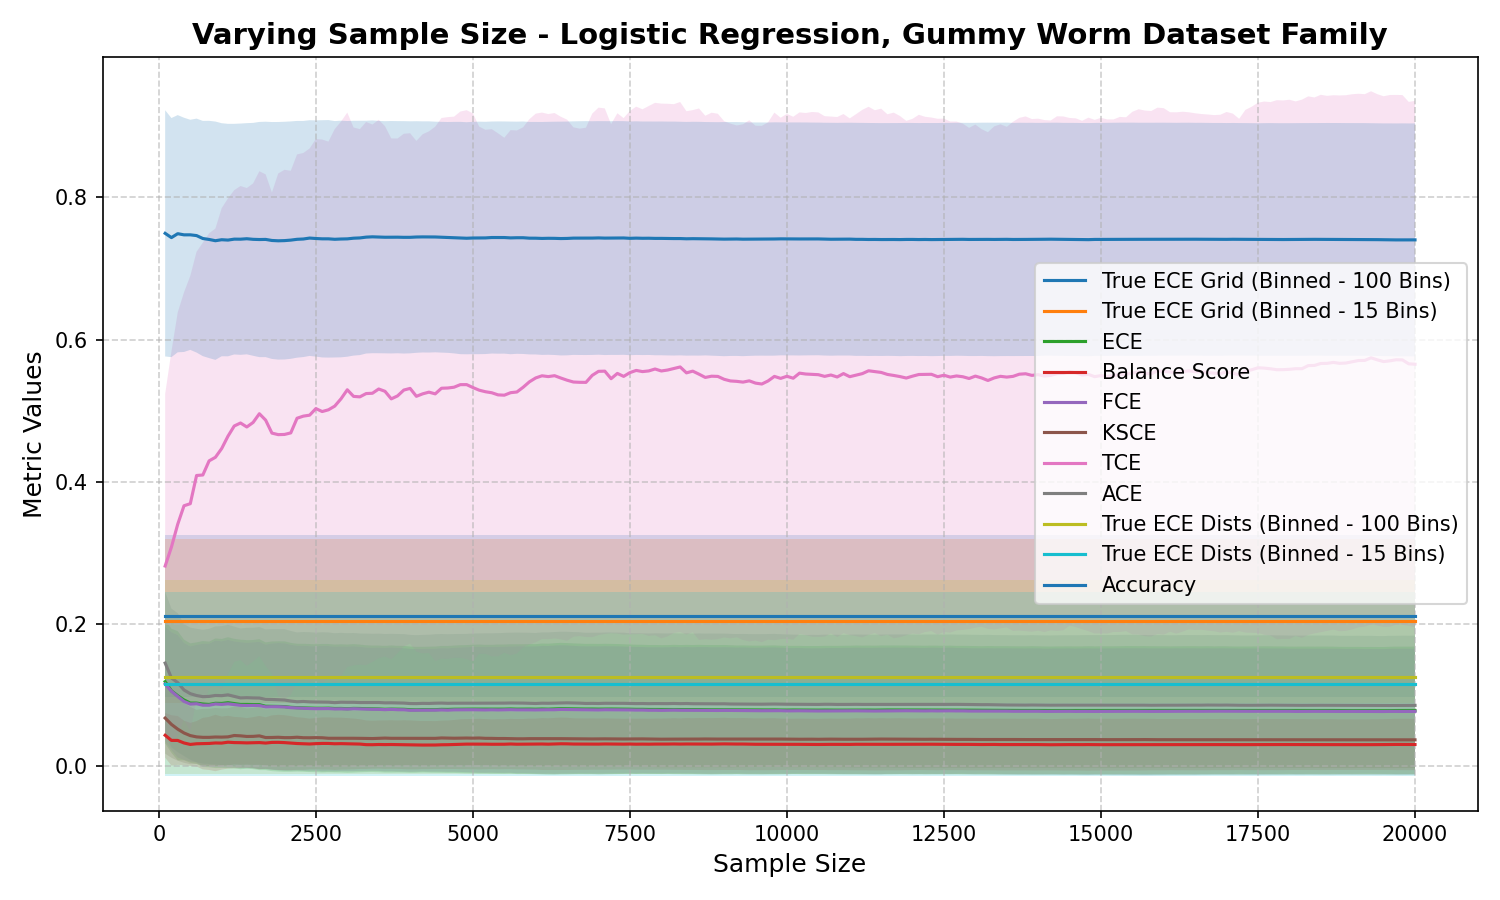 Varying Sample Size - Logistic Regression, Gummy Worm Dataset Family
Metric Values
0.8
0.6
0.4
0.2
0.0
True ECE Grid (Binned - 100 Bins)
True ECE Grid (Binned - 15 Bins)
ECE
Balance Score
FCE
KSCE
TCE
ACE
True ECE Dists (Binned - 100 Bins)
True ECE Dists (Binned - 15 Bins)
Accuracy
0 2500 5000 7500 10000 12500 15000 17500 20000
Sample Size